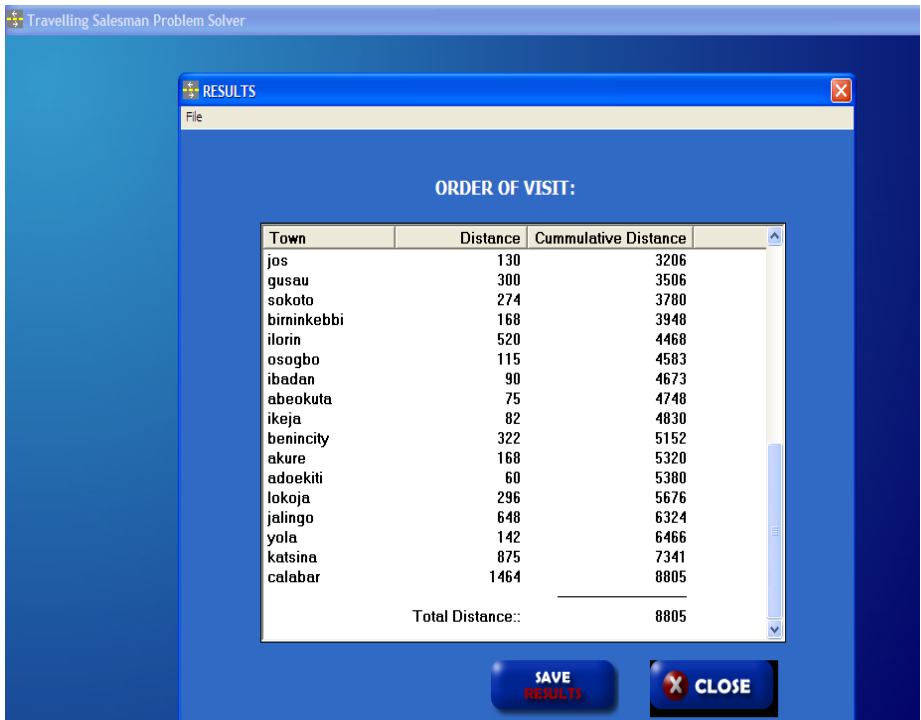 Travelling Salesman Problem Solver
RESULTS
File
ORDER OF VISIT:
Town Distance Cummulative Distance
jos 130 3206
gusau 300 3506
sokoto 274 3780
birninkebbi 168 3948
ilorin 520 4468
osogbo 115 4583
ibadan 90 4673
abeokuta 75 4748
ikeja 82 4830
benincity 322 5152
akure 168 5320
adoekiti 60 5380
lokoja 296 5676
jalingo 648 6324
yola 142 6466
katsina 875 7341
calabar 1464 8805
Total Distance:: 8805
SAVE
RESULTS
X CLOSE